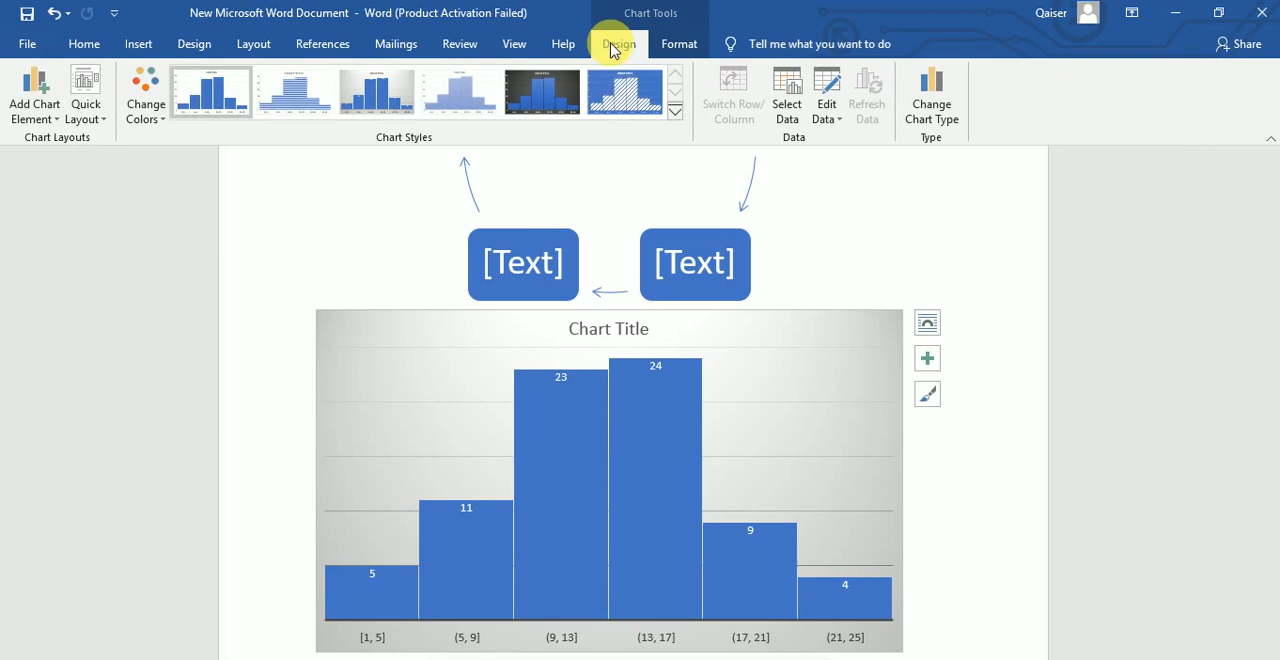 New Microsoft Word Document - Word (Product Activation Failed)
Chart Tools
Qaiser
File Home Insert Design Layout References Mailings Review View Help Design Format Tell me what you want to do Share
Add Chart Element
Quick Layout
Change Colors
Switch Row/ Column
Select Data
Edit Data
Refresh Data
Change Chart Type
Chart Layouts Chart Styles Data Type
[Text] [Text]
Chart Title
24
23
11
9
5
4
[1, 5] (5, 9] (9, 13] (13, 17] (17, 21] (21, 25]